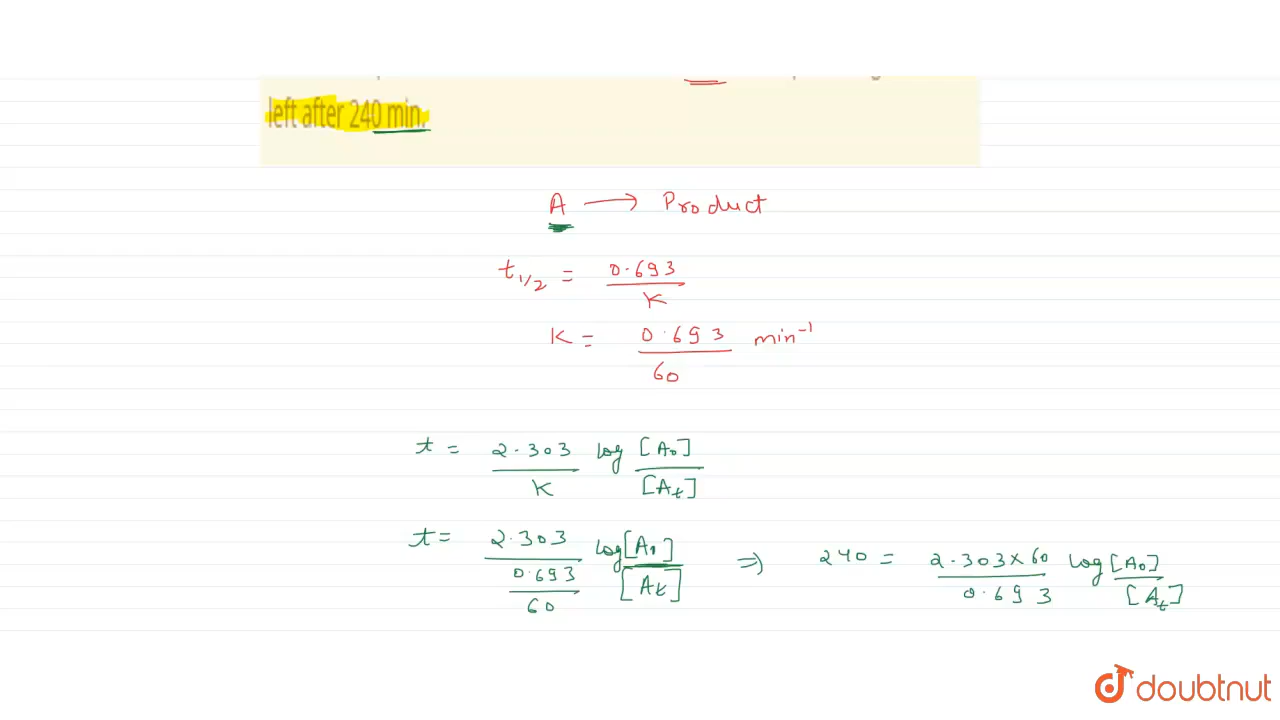 left after 240 min.
A ⟶ Product
t1/2 = 0.693/K
K = 0.693/60 min⁻¹
t = 2.303/K log [A₀]/[Aₜ]
t = 2.303/(0.693/60) log [A₀]/[Aₜ] ⇒ 240 = 2.303×60/0.693 log [A₀]/[Aₜ]
doubtnut